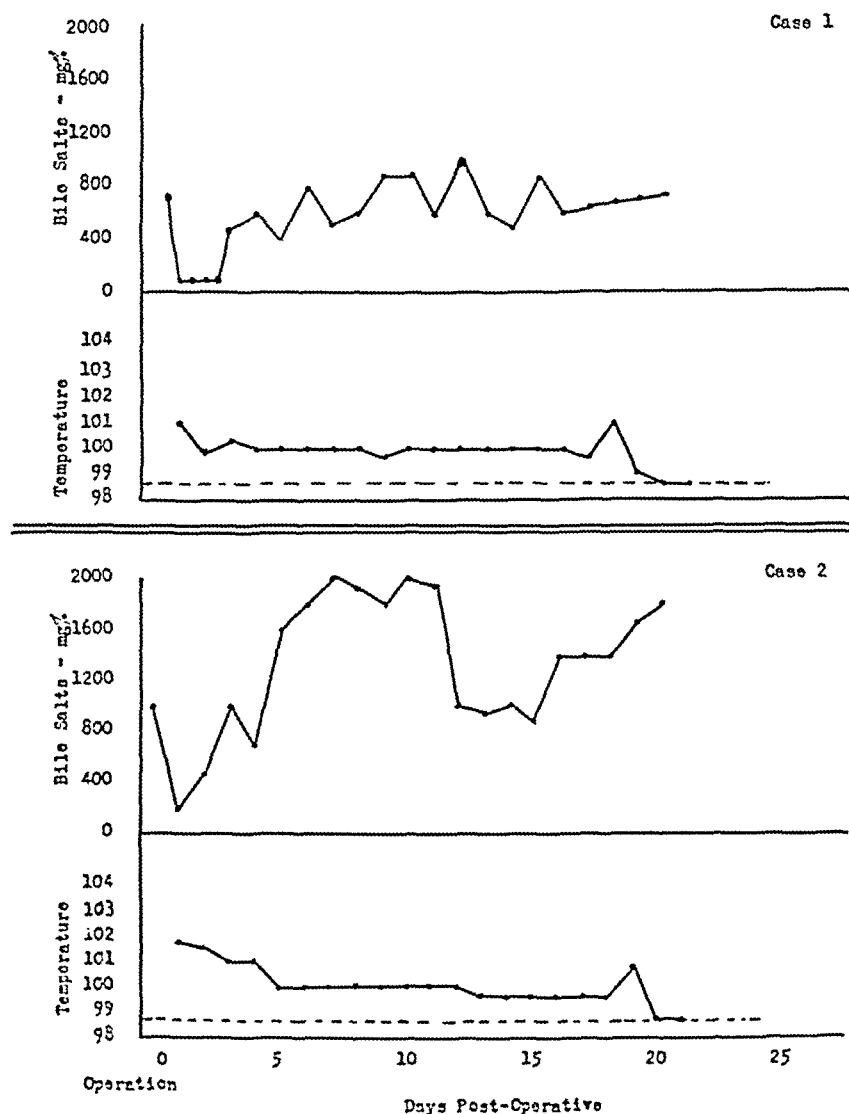 Case 1
Bile Salts - mg%
2000
1600
1200
800
400
0
Temperature
104
103
102
101
100
99
98
Case 2
Bile Salts - mg%
2000
1600
1200
800
400
0
Temperature
104
103
102
101
100
99
98
0 5 10 15 20 25
Operation
Days Post-Operative